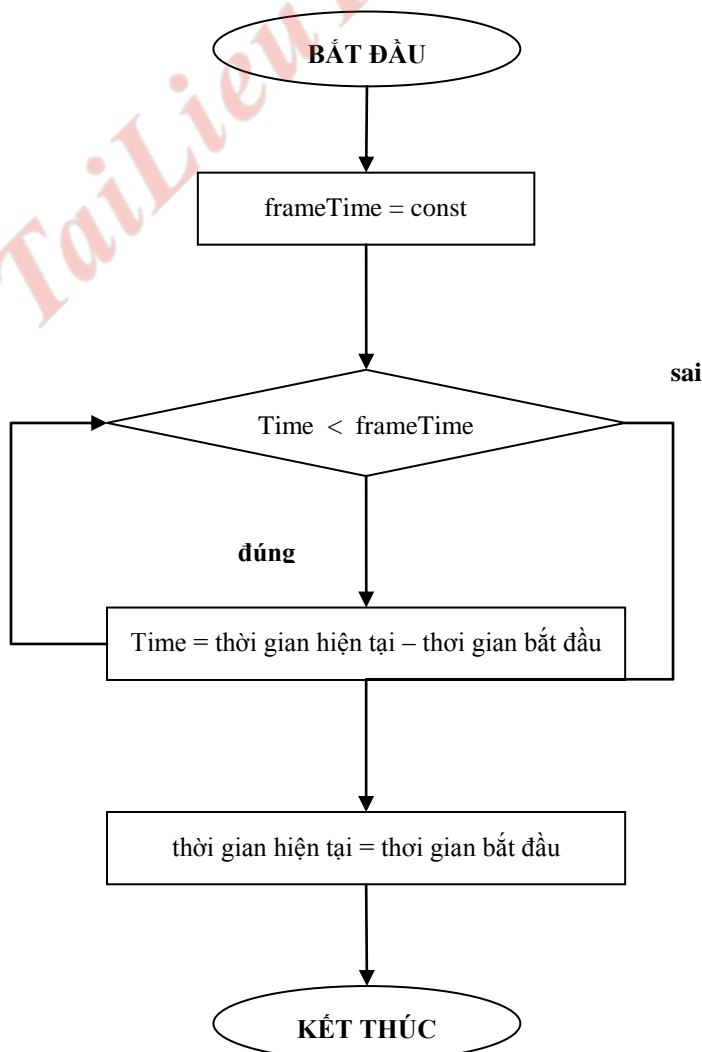 TaiLieu
BẮT ĐẦU
frameTime = const
sai
Time < frameTime
đúng
Time = thời gian hiện tại – thơi gian bắt đầu
thời gian hiện tại = thơi gian bắt đầu
KẾT THÚC